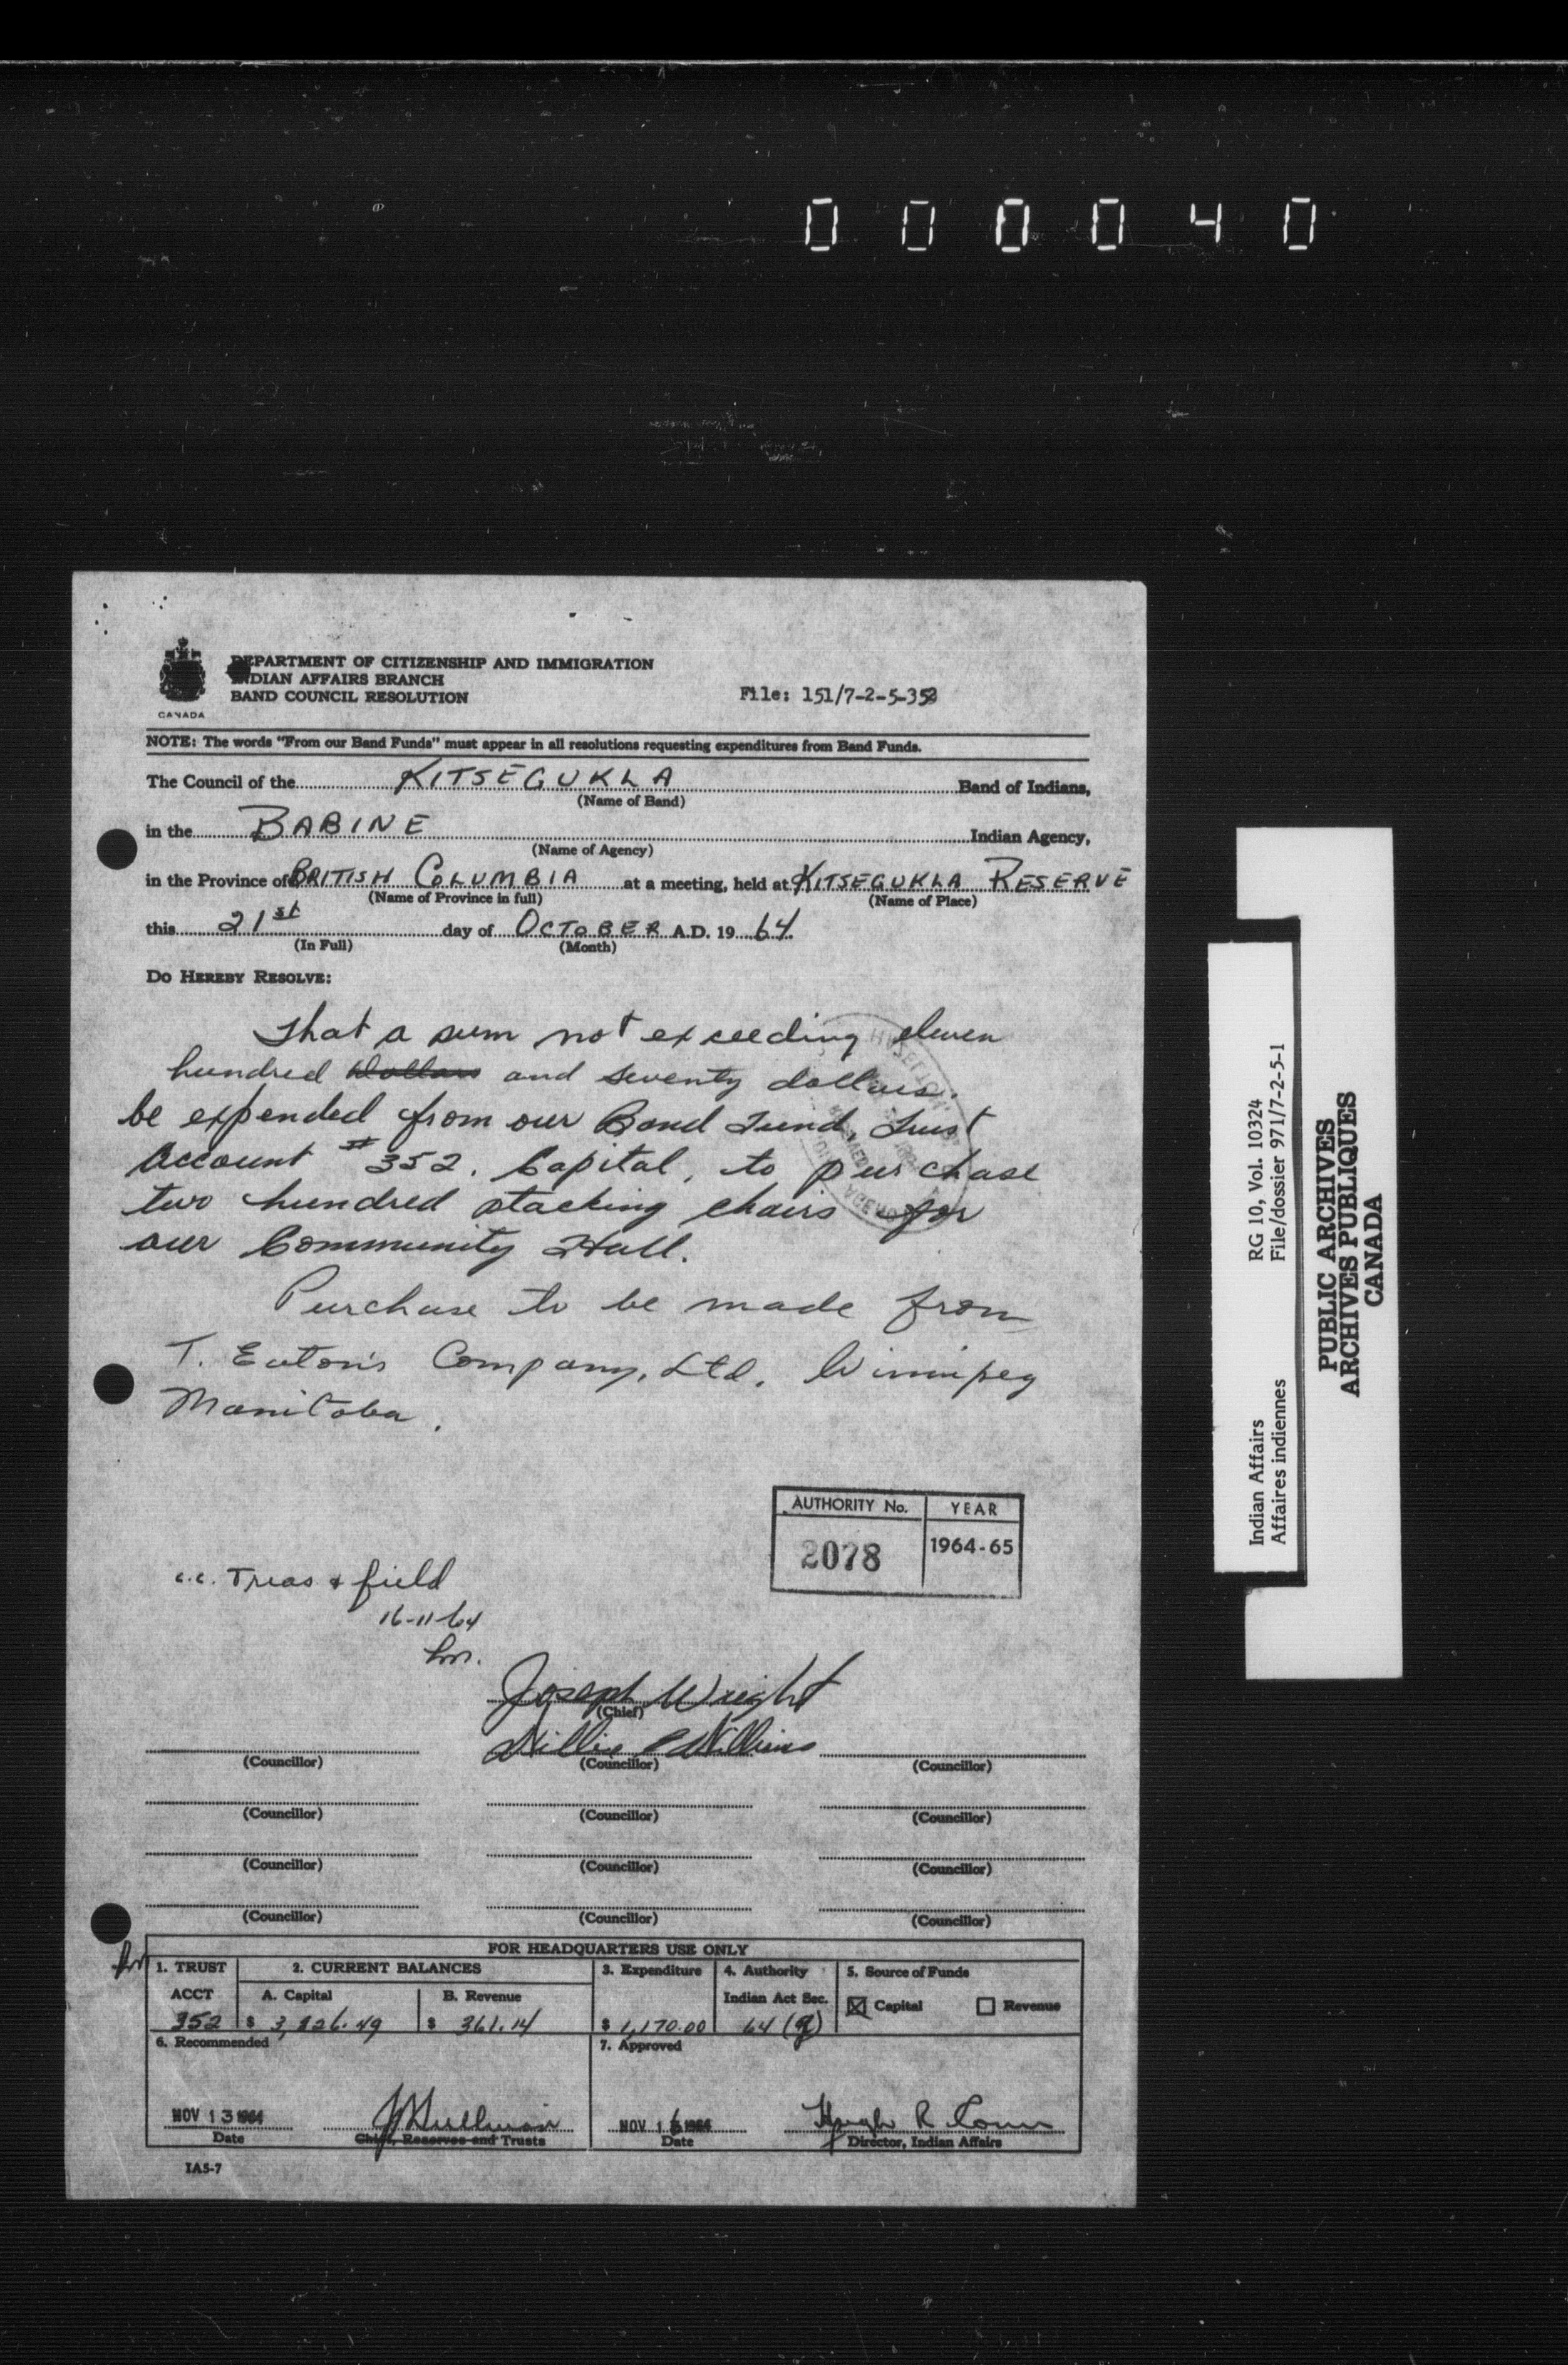 000040
DEPARTMENT OF CITIZENSHIP AND IMMIGRATION
INDIAN AFFAIRS BRANCH
BAND COUNCIL RESOLUTION
CANADA
File: 151/7-2-5-352
NOTE: The words "From our Band Funds" must appear in all resolutions requesting expenditures from Band Funds.
The Council of the KITSEGUKLA Band of Indians,
(Name of Band)
in the BABINE Indian Agency,
(Name of Agency)
in the Province of BRITISH COLUMBIA at a meeting, held at KITSEGUKLA RESERVE
(Name of Province in full) (Name of Place)
this 21st day of OCTOBER A.D. 19 64
(In Full) (Month)
DO HEREBY RESOLVE:
That a sum not exceeding eleven
hundred dollars and seventy dollars.
be expended from our Band Fund, Trust
Account #352, Capital, to purchase
two hundred stacking chairs for
our Community Hall.
Purchase to be made from
T. Eaton's Company, Ltd. Winnipeg
Manitoba.
AUTHORITY No. YEAR
2078 1964-65
c.c. Treas & field
16-11-64
hm.
Joseph Wright
(Chief)
Willie Williams
(Councillor) (Councillor) (Councillor)
(Councillor) (Councillor) (Councillor)
(Councillor) (Councillor) (Councillor)
(Councillor) (Councillor) (Councillor)
FOR HEADQUARTERS USE ONLY
1. TRUST 2. CURRENT BALANCES 3. Expenditure 4. Authority 5. Source of Funds
ACCT A. Capital B. Revenue Indian Act Sec. Capital Revenue
352 $ 3,826.49 $ 361.14 $ 1,170.00 64 (g)
6. Recommended 7. Approved
NOV 13 1964 NOV 16 1964 Hugh R Conn
Date Chief, Reserves and Trusts Date Director, Indian Affairs
IA5-7
Indian Affairs RG 10, Vol. 10324
Affaires indiennes File/dossier 971/7-2-5-1
PUBLIC ARCHIVES
ARCHIVES PUBLIQUES
CANADA